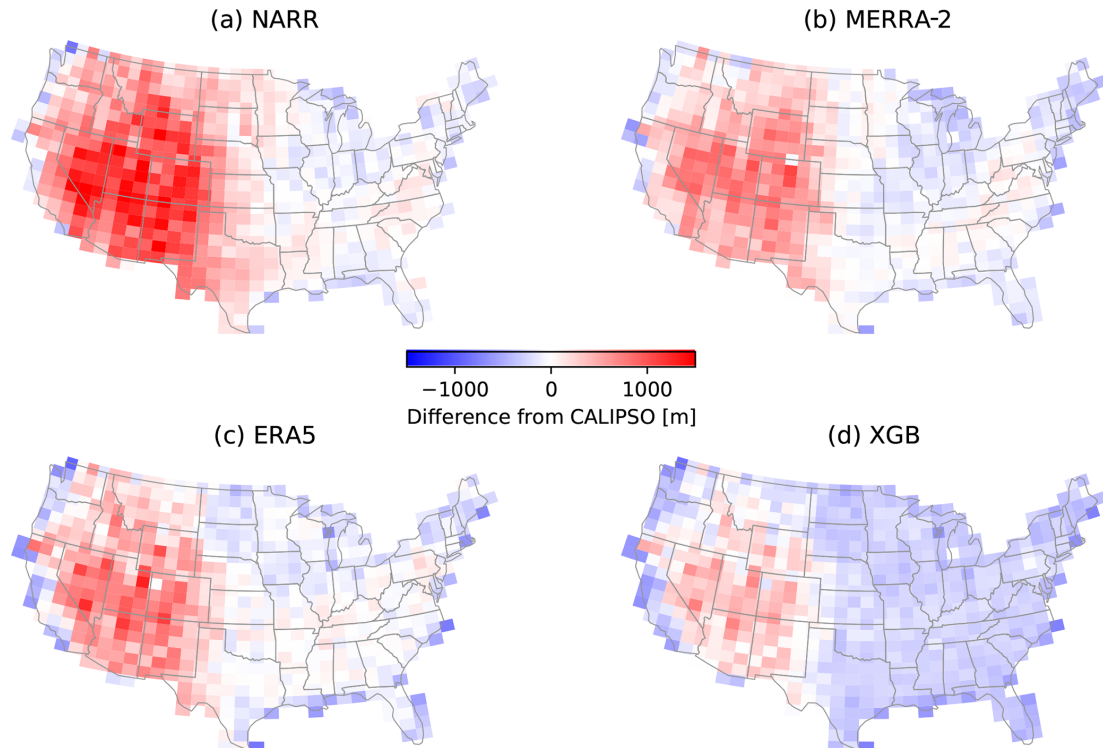 (a) NARR
(b) MERRA-2
−1000 0 1000
Difference from CALIPSO [m]
(c) ERA5
(d) XGB